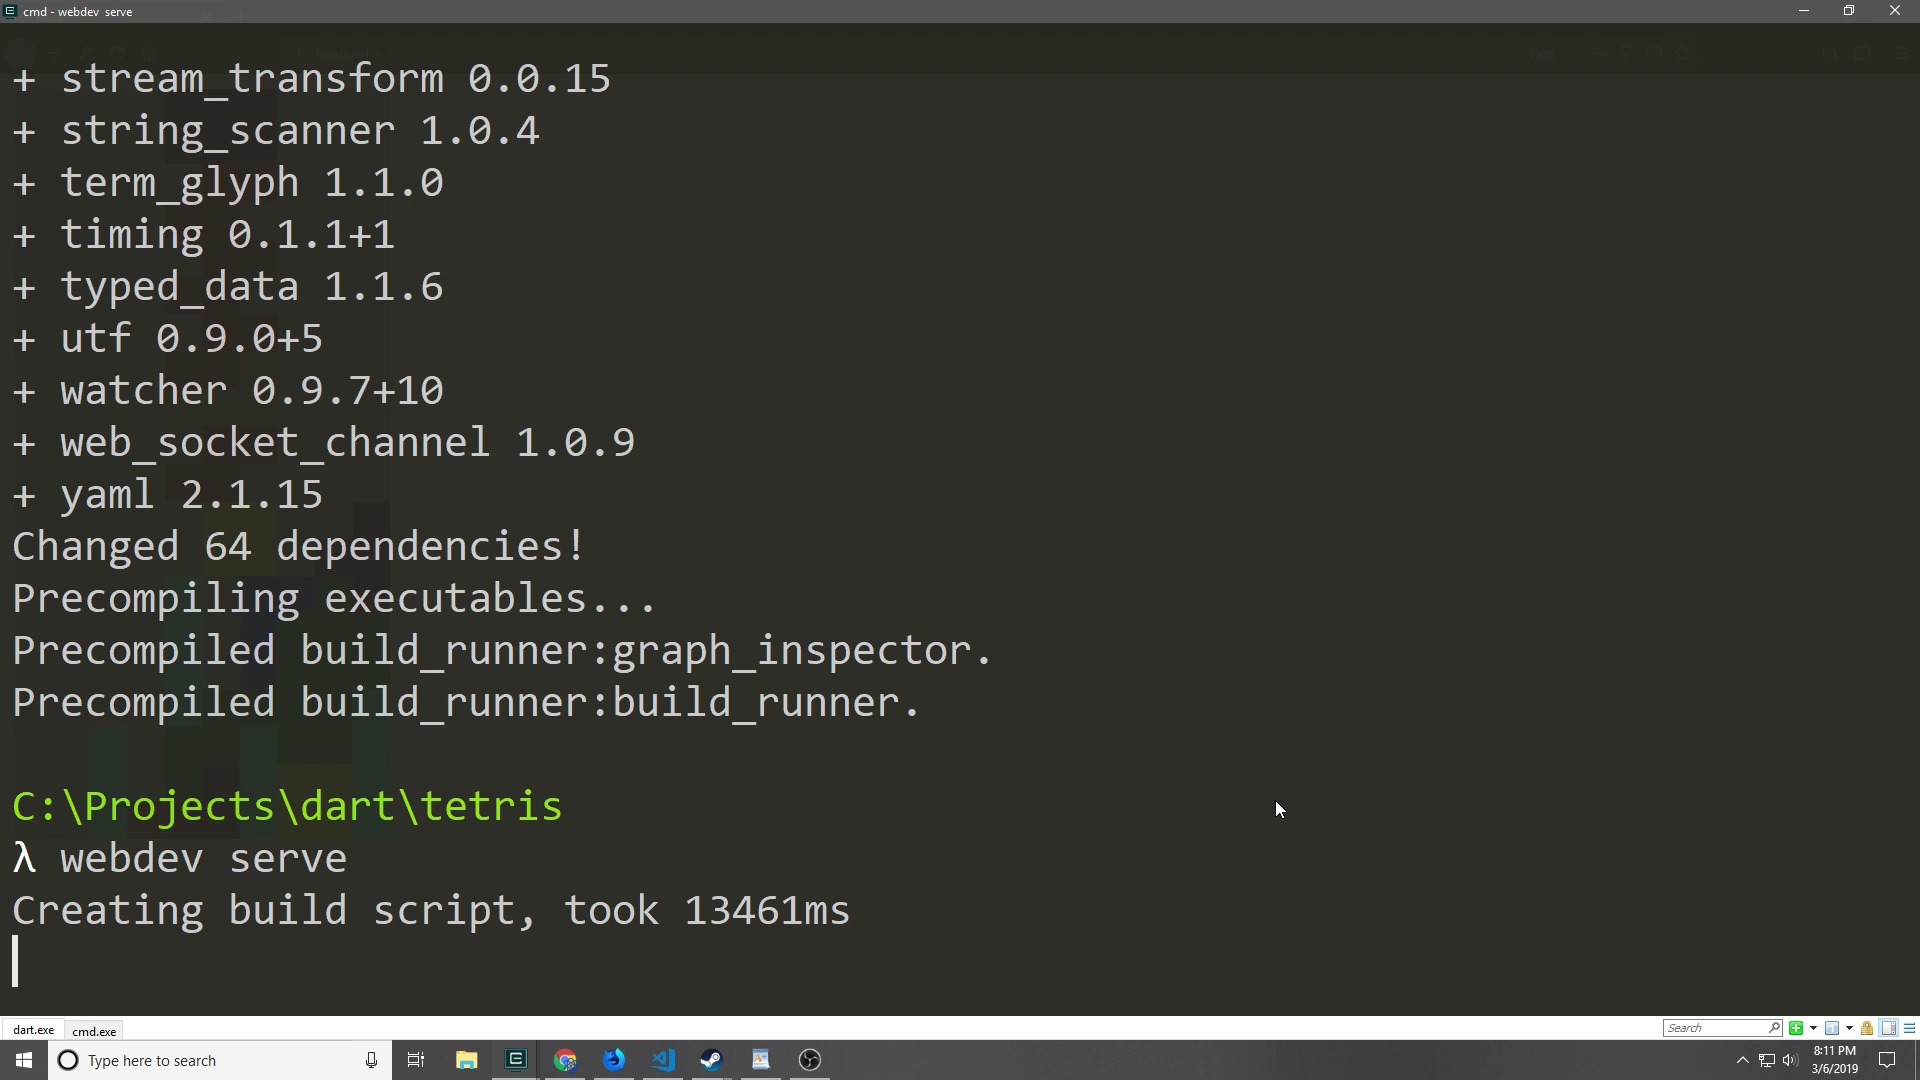 cmd - webdev serve
+ stream_transform 0.0.15
+ string_scanner 1.0.4
+ term_glyph 1.1.0
+ timing 0.1.1+1
+ typed_data 1.1.6
+ utf 0.9.0+5
+ watcher 0.9.7+10
+ web_socket_channel 1.0.9
+ yaml 2.1.15
Changed 64 dependencies!
Precompiling executables...
Precompiled build_runner:graph_inspector.
Precompiled build_runner:build_runner.
C:\Projects\dart\tetris
λ webdev serve
Creating build script, took 13461ms
dart.exe cmd.exe Search
Type here to search
8:11 PM
3/6/2019